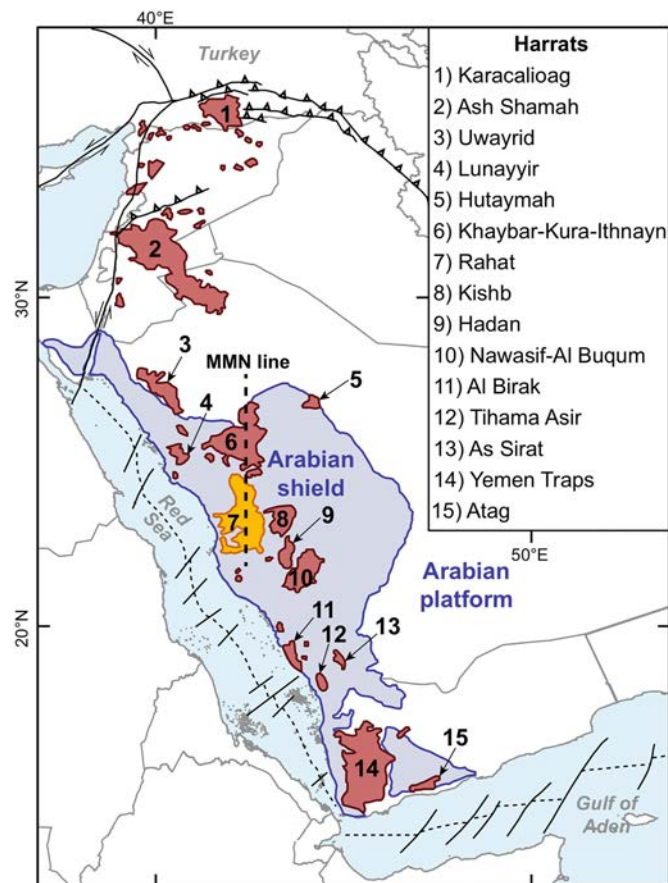 40°E
Turkey
Harrats
1) Karacalioag
2) Ash Shamah
3) Uwayrid
4) Lunayyir
5) Hutaymah
6) Khaybar-Kura-Ithnayn
7) Rahat
8) Kishb
9) Hadan
10) Nawasif-Al Buqum
11) Al Birak
12) Tihama Asir
13) As Sirat
14) Yemen Traps
15) Atag
1
2
30°N
3
MMN line
5
4
6
Arabian
shield
Red
Sea
7
8
9
10
50°E
Arabian
platform
20°N
11
12
13
14
15
Gulf of
Aden